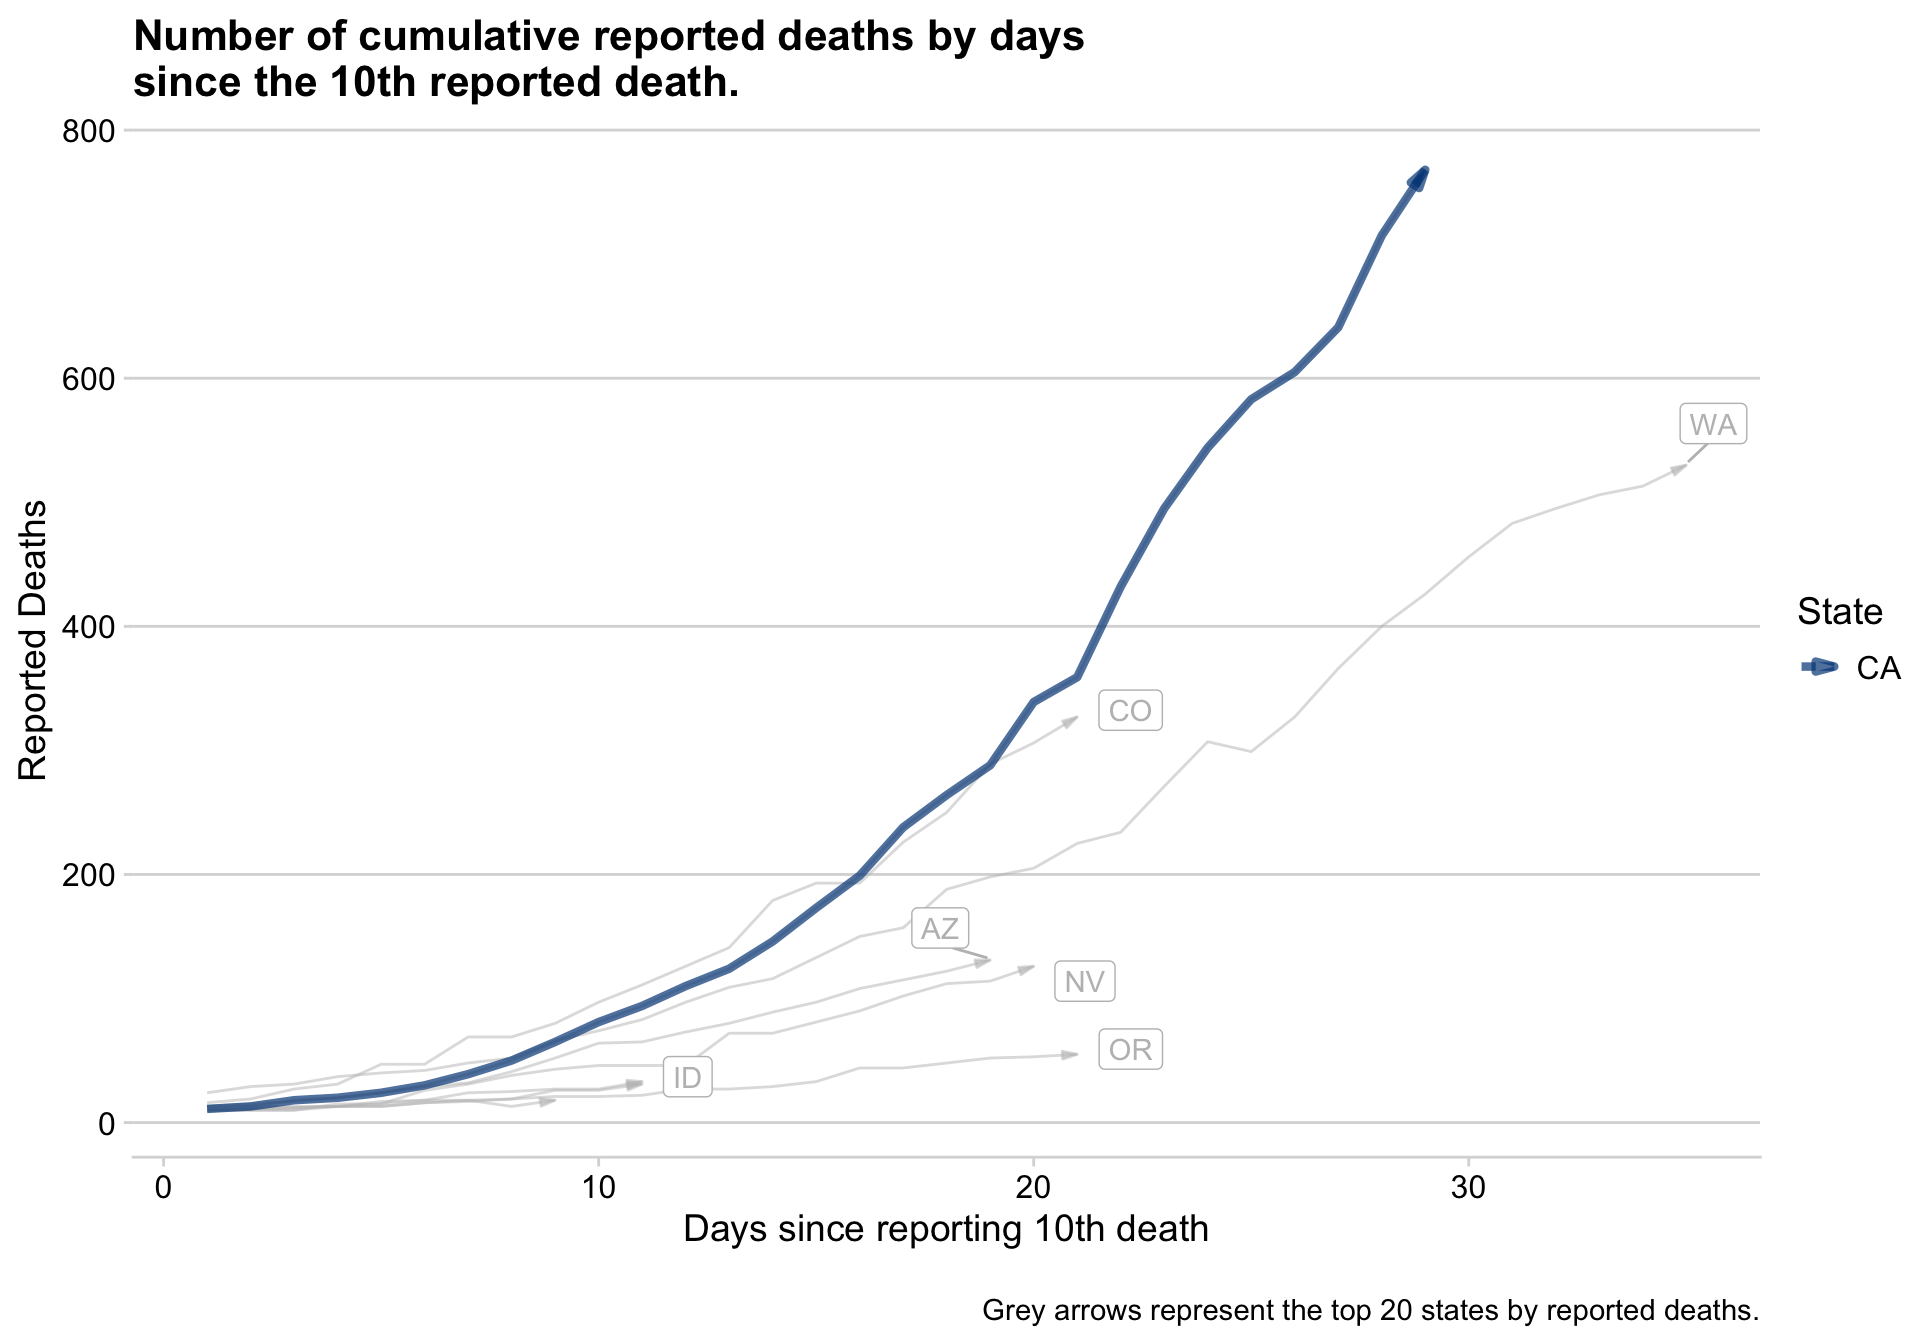 Number of cumulative reported deaths by days
since the 10th reported death.
800
600
400
200
0
Reported Deaths
WA
CO
AZ
NV
OR
ID
State
CA
0 10 20 30
Days since reporting 10th death
Grey arrows represent the top 20 states by reported deaths.